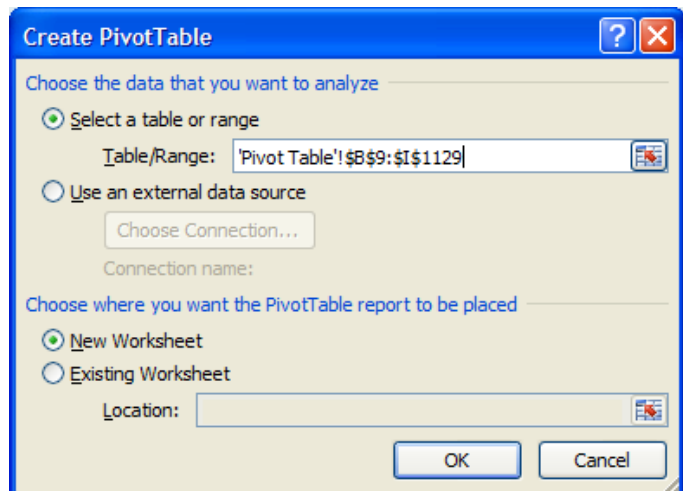 Create PivotTable
Choose the data that you want to analyze
Select a table or range
Table/Range: 'Pivot Table'!$B$9:$I$1129
Use an external data source
Choose Connection...
Connection name:
Choose where you want the PivotTable report to be placed
New Worksheet
Existing Worksheet
Location:
OK Cancel